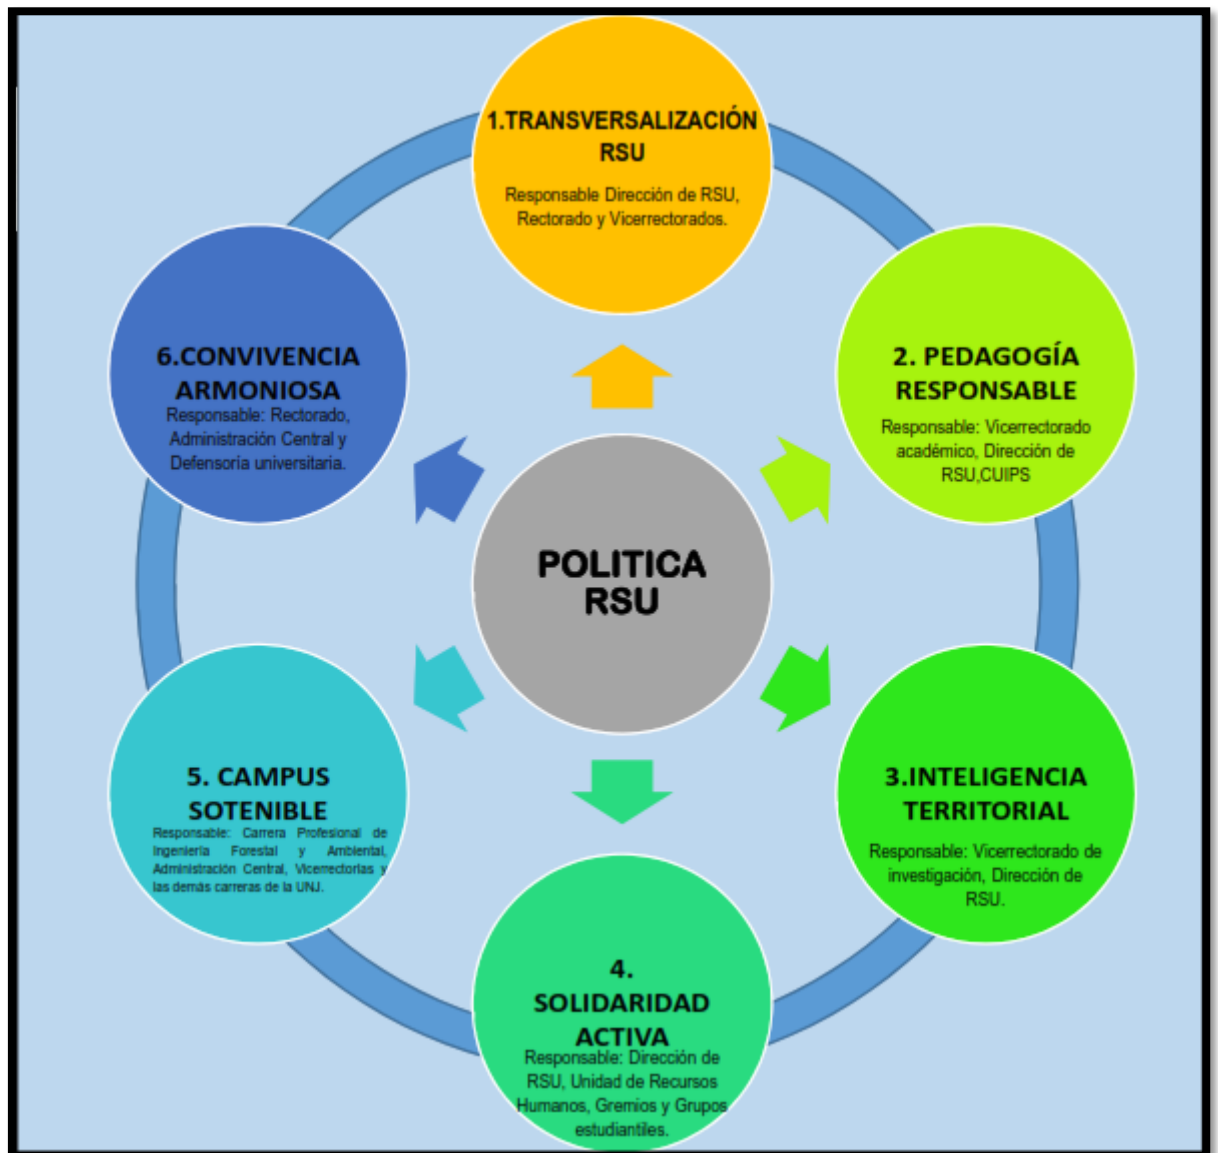 1.TRANSVERSALIZACIÓN
RSU
Responsable Dirección de RSU,
Rectorado y Vicerrectorados.
2. PEDAGOGÍA
RESPONSABLE
Responsable: Vicerrectorado
académico, Dirección de
RSU,CUIPS
3.INTELIGENCIA
TERRITORIAL
Responsable: Vicerrectorado de
investigación, Dirección de
RSU.
4.
SOLIDARIDAD
ACTIVA
Responsable: Dirección de
RSU, Unidad de Recursos
Humanos, Gremios y Grupos
estudiantiles.
5. CAMPUS
SOTENIBLE
Responsable: Carrera Profesional de
Ingeniería Forestal y Ambiental,
Administración Central, Vicerrectorías y
las demás carreras de la UNJ.
6.CONVIVENCIA
ARMONIOSA
Responsable: Rectorado,
Administración Central y
Defensoría universitaria.
POLITICA
RSU